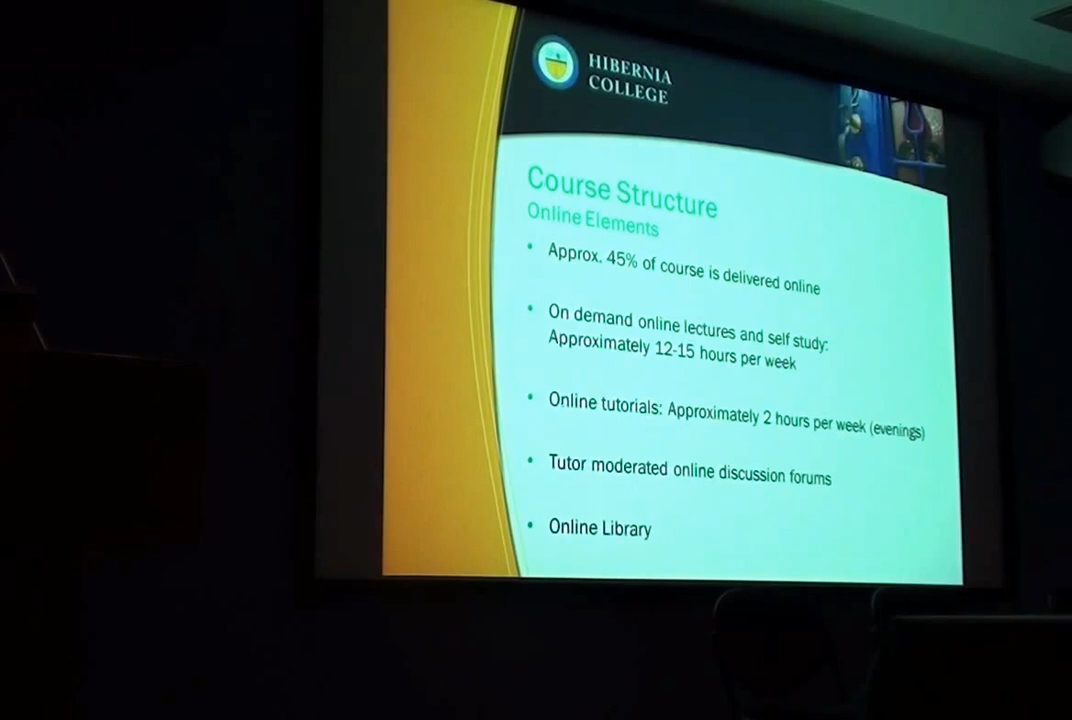 HIBERNIA
COLLEGE
Course Structure
Online Elements
• Approx. 45% of course is delivered online
• On demand online lectures and self study:
Approximately 12-15 hours per week
• Online tutorials: Approximately 2 hours per week (evenings)
• Tutor moderated online discussion forums
• Online Library